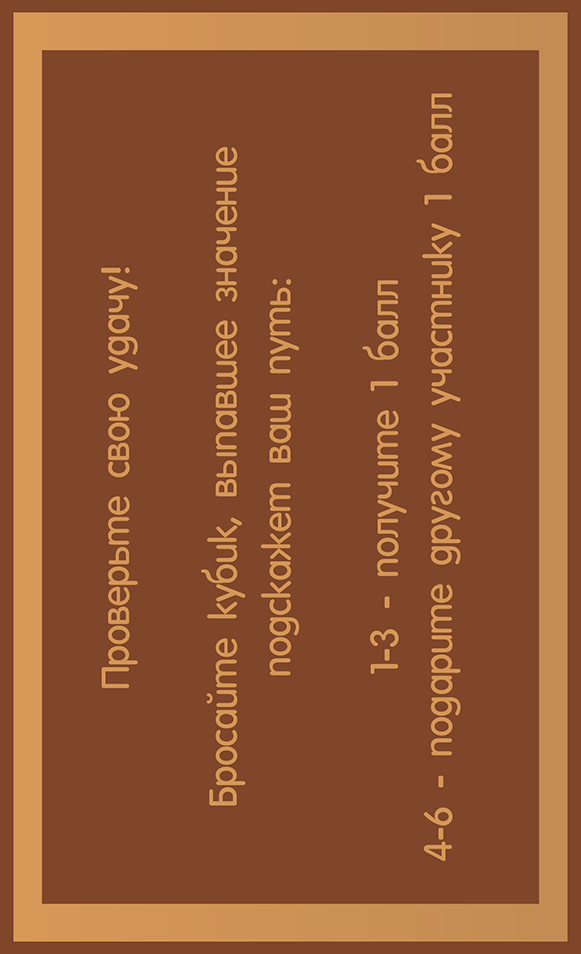 Проверьте свою удачу!
Бросайте кубик, выпавшее значение
подскажет ваш путь:
1-3 - получите 1 балл
4-6 - подарите другому участнику 1 балл